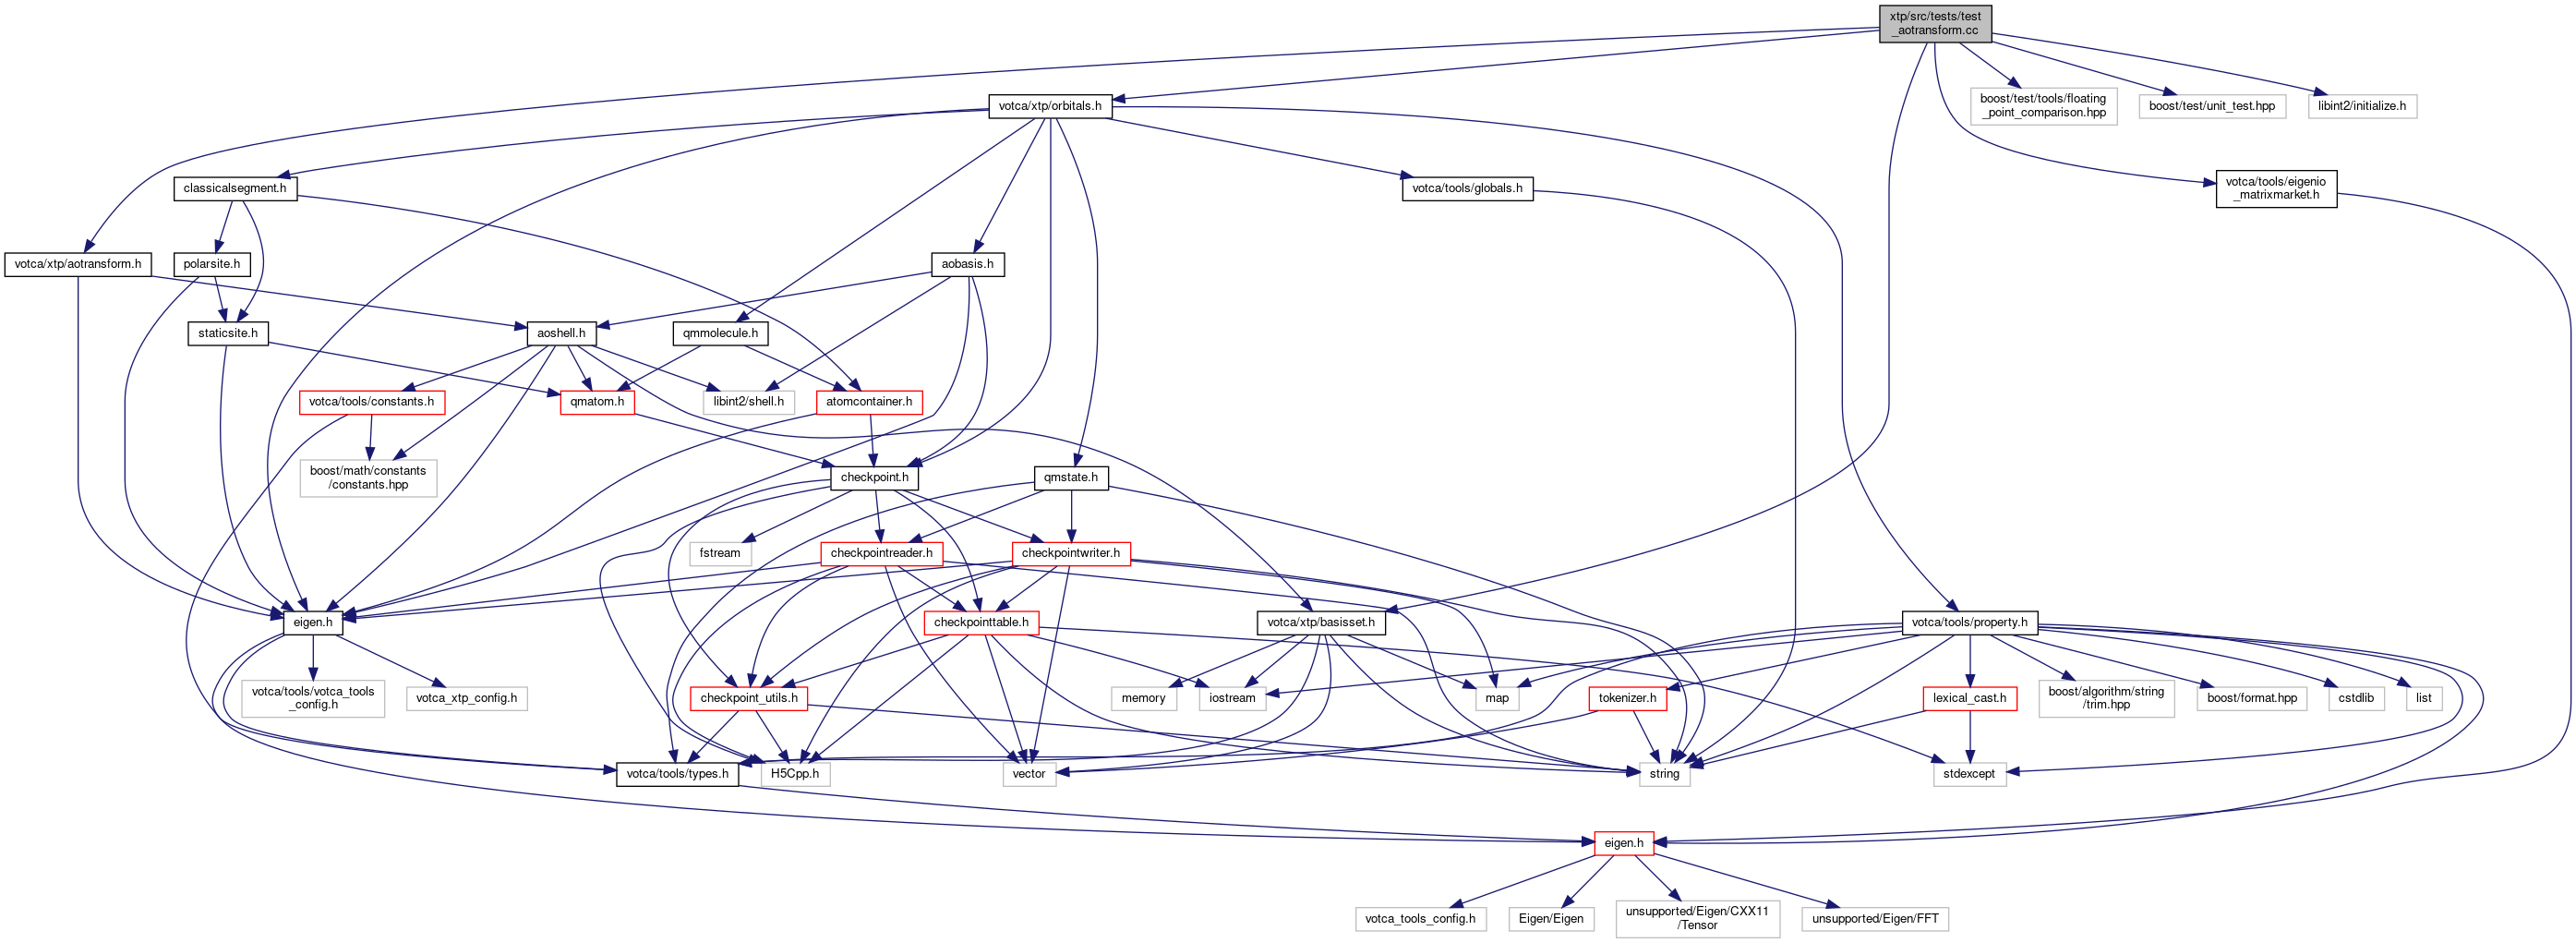 xtp/src/tests/test
_aotransform.cc
votca/xtp/orbitals.h
boost/test/tools/floating
_point_comparison.hpp
boost/test/unit_test.hpp
libint2/initialize.h
classicalsegment.h
votca/tools/globals.h
votca/tools/eigenio
_matrixmarket.h
votca/xtp/aotransform.h
polarsite.h
aobasis.h
staticsite.h
aoshell.h
qmmolecule.h
votca/tools/constants.h
qmatom.h
libint2/shell.h
atomcontainer.h
boost/math/constants
/constants.hpp
checkpoint.h
qmstate.h
fstream
checkpointreader.h
checkpointwriter.h
eigen.h
checkpointtable.h
votca/xtp/basisset.h
votca/tools/property.h
votca/tools/votca_tools
_config.h
votca_xtp_config.h
checkpoint_utils.h
memory
iostream
map
tokenizer.h
lexical_cast.h
boost/algorithm/string
/trim.hpp
boost/format.hpp
cstdlib
list
votca/tools/types.h
H5Cpp.h
vector
string
stdexcept
eigen.h
votca_tools_config.h
Eigen/Eigen
unsupported/Eigen/CXX11
/Tensor
unsupported/Eigen/FFT